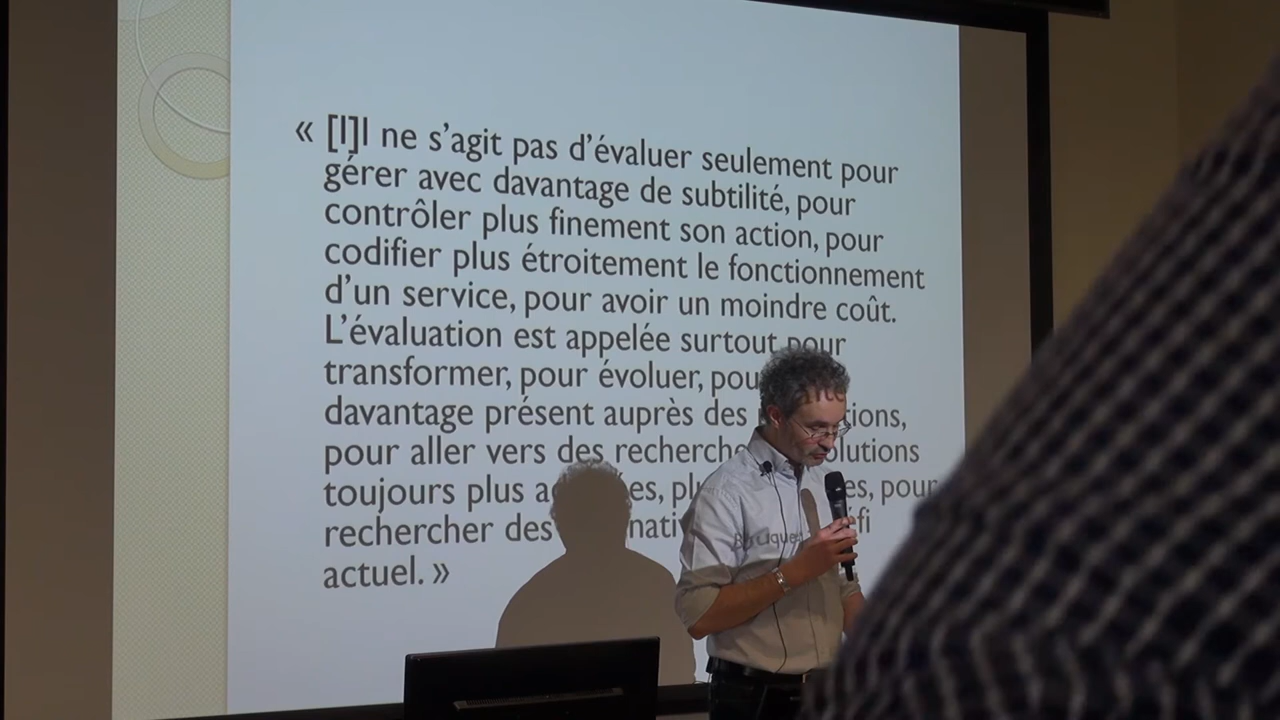 « [I]l ne s’agit pas d’évaluer seulement pour
gérer avec davantage de subtilité, pour
contrôler plus finement son action, pour
codifier plus étroitement le fonctionnement
d’un service, pour avoir un moindre coût.
L’évaluation est appelée surtout pour
transformer, pour évoluer,
davantage présent auprès des
pour aller vers des solutions
toujours plus pour
rechercher des
actuel. »